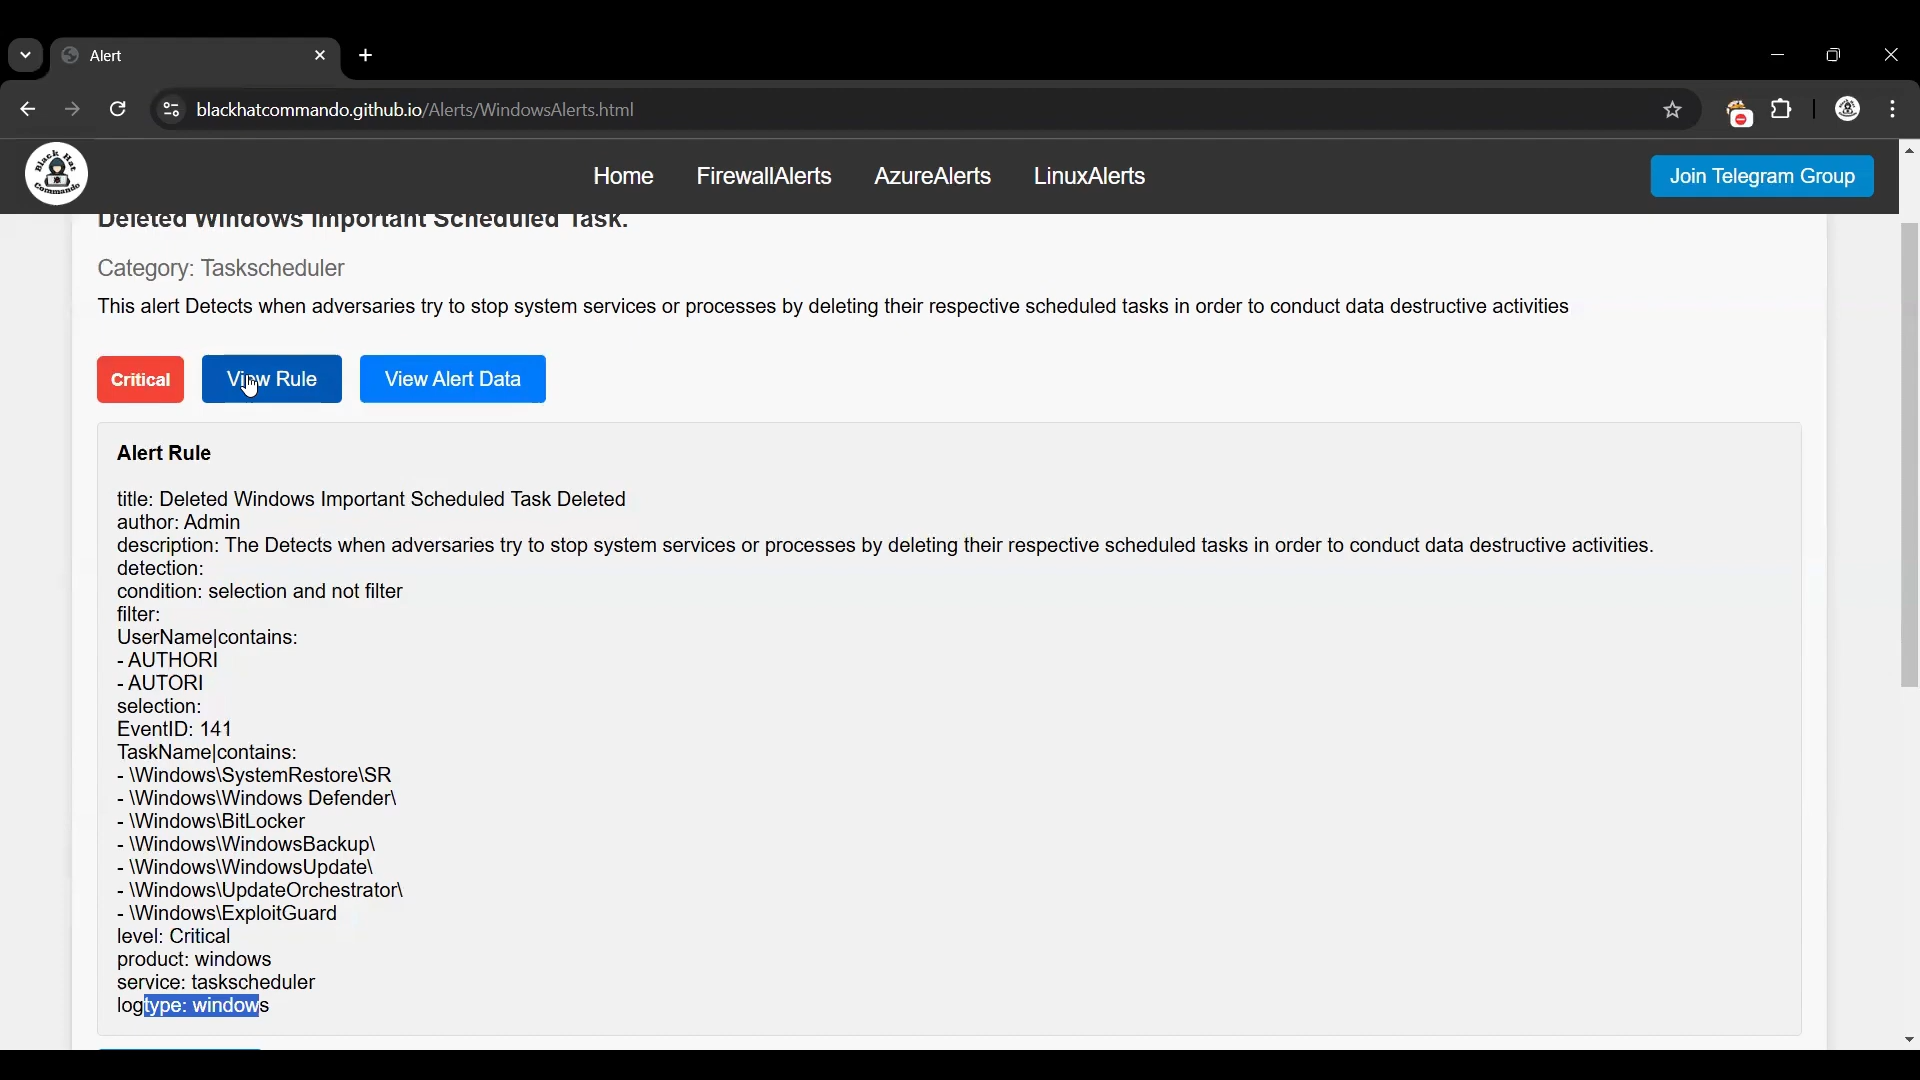 Alert
blackhatcommando.github.io/Alerts/WindowsAlerts.html
Black Hat Commando
Home FirewallAlerts AzureAlerts LinuxAlerts
Join Telegram Group
Deleted Windows Important Scheduled Task.
Category: Taskscheduler
This alert Detects when adversaries try to stop system services or processes by deleting their respective scheduled tasks in order to conduct data destructive activities
Critical View Rule View Alert Data
Alert Rule
title: Deleted Windows Important Scheduled Task Deleted
author: Admin
description: The Detects when adversaries try to stop system services or processes by deleting their respective scheduled tasks in order to conduct data destructive activities.
detection:
condition: selection and not filter
filter:
UserName|contains:
- AUTHORI
- AUTORI
selection:
EventID: 141
TaskName|contains:
- \Windows\SystemRestore\SR
- \Windows\Windows Defender\
- \Windows\BitLocker
- \Windows\WindowsBackup\
- \Windows\WindowsUpdate\
- \Windows\UpdateOrchestrator\
- \Windows\ExploitGuard
level: Critical
product: windows
service: taskscheduler
logtype: windows